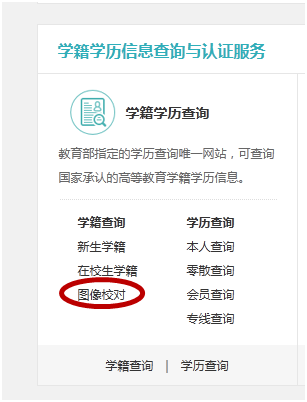 学籍学历信息查询与认证服务
学籍学历查询
教育部指定的学历查询唯一网站，可查询
国家承认的高等教育学籍学历信息。
学籍查询 学历查询
新生学籍 本人查询
在校生学籍 零散查询
图像校对 会员查询
专线查询
学籍查询 | 学历查询